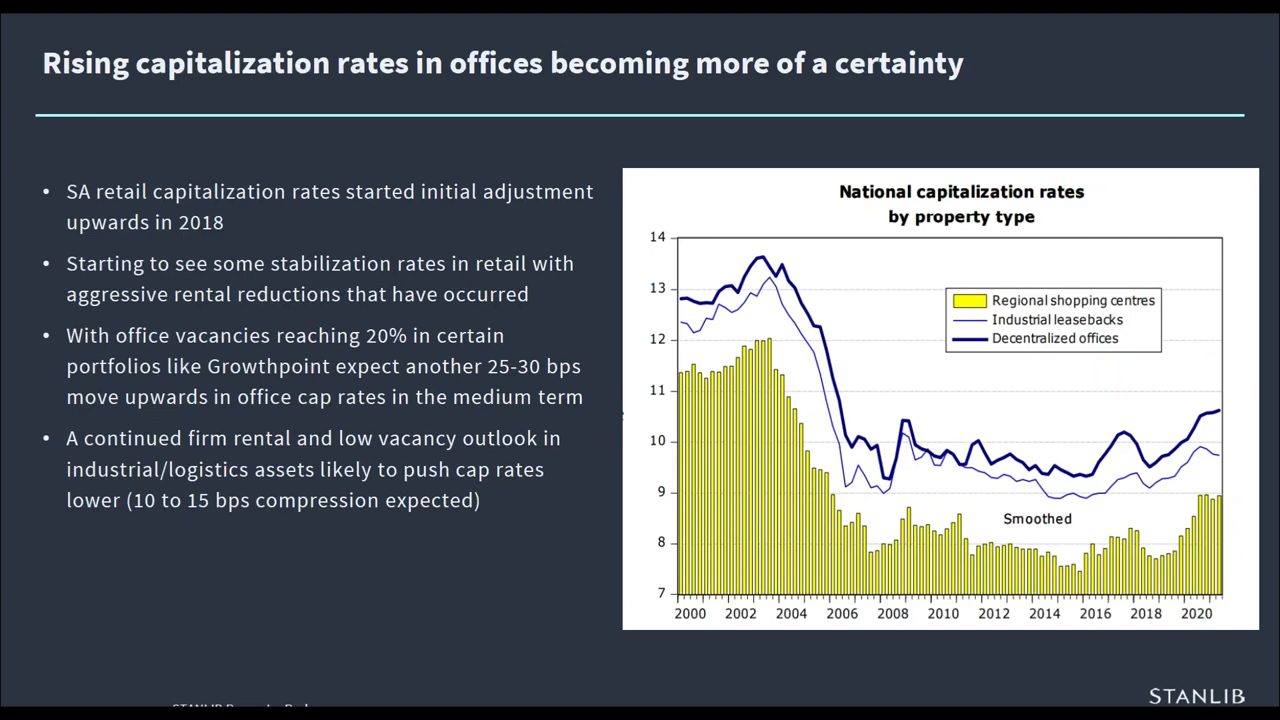 Rising capitalization rates in offices becoming more of a certainty
• SA retail capitalization rates started initial adjustment
upwards in 2018
• Starting to see some stabilization rates in retail with
aggressive rental reductions that have occurred
• With office vacancies reaching 20% in certain
portfolios like Growthpoint expect another 25-30 bps
move upwards in office cap rates in the medium term
• A continued firm rental and low vacancy outlook in
industrial/logistics assets likely to push cap rates
lower (10 to 15 bps compression expected)
National capitalization rates
by property type
14
13
12
11
10
9
8
7
Regional shopping centres
Industrial leasebacks
Decentralized offices
Smoothed
2000 2002 2004 2006 2008 2010 2012 2014 2016 2018 2020
STANLIB
STANLIB